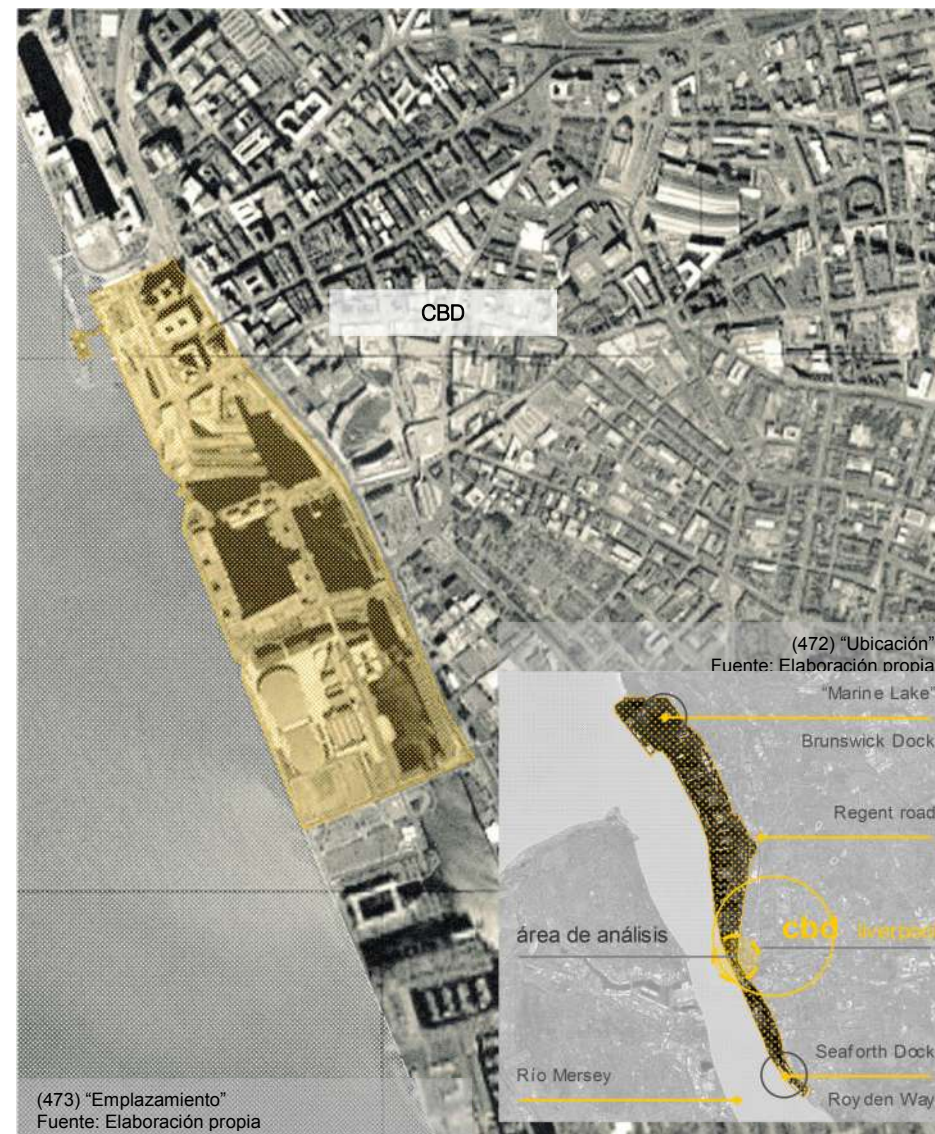 CBD
(472) “Ubicación”
Fuente: Elaboración propia
“Marine Lake”
Brunswick Dock
Regent road
área de análisis
cbd liverpool
Seaforth Dock
Río Mersey
Royden Way
(473) “Emplazamiento”
Fuente: Elaboración propia